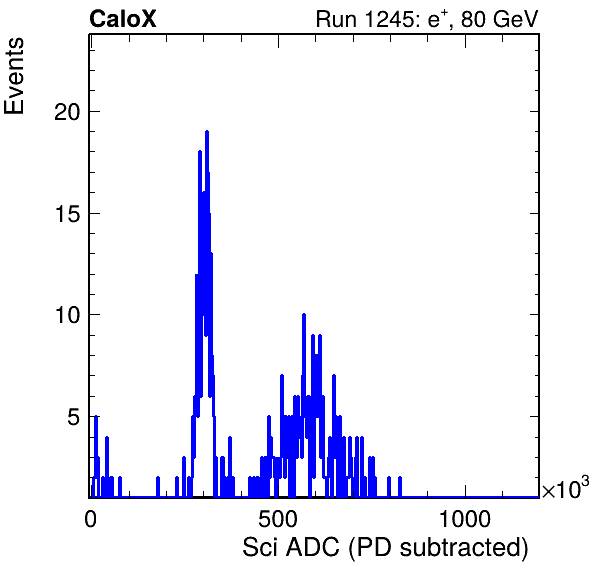 CaloX Run 1245: e⁺, 80 GeV
Events
20
15
10
5
0 500 1000 ×10³
Sci ADC (PD subtracted)